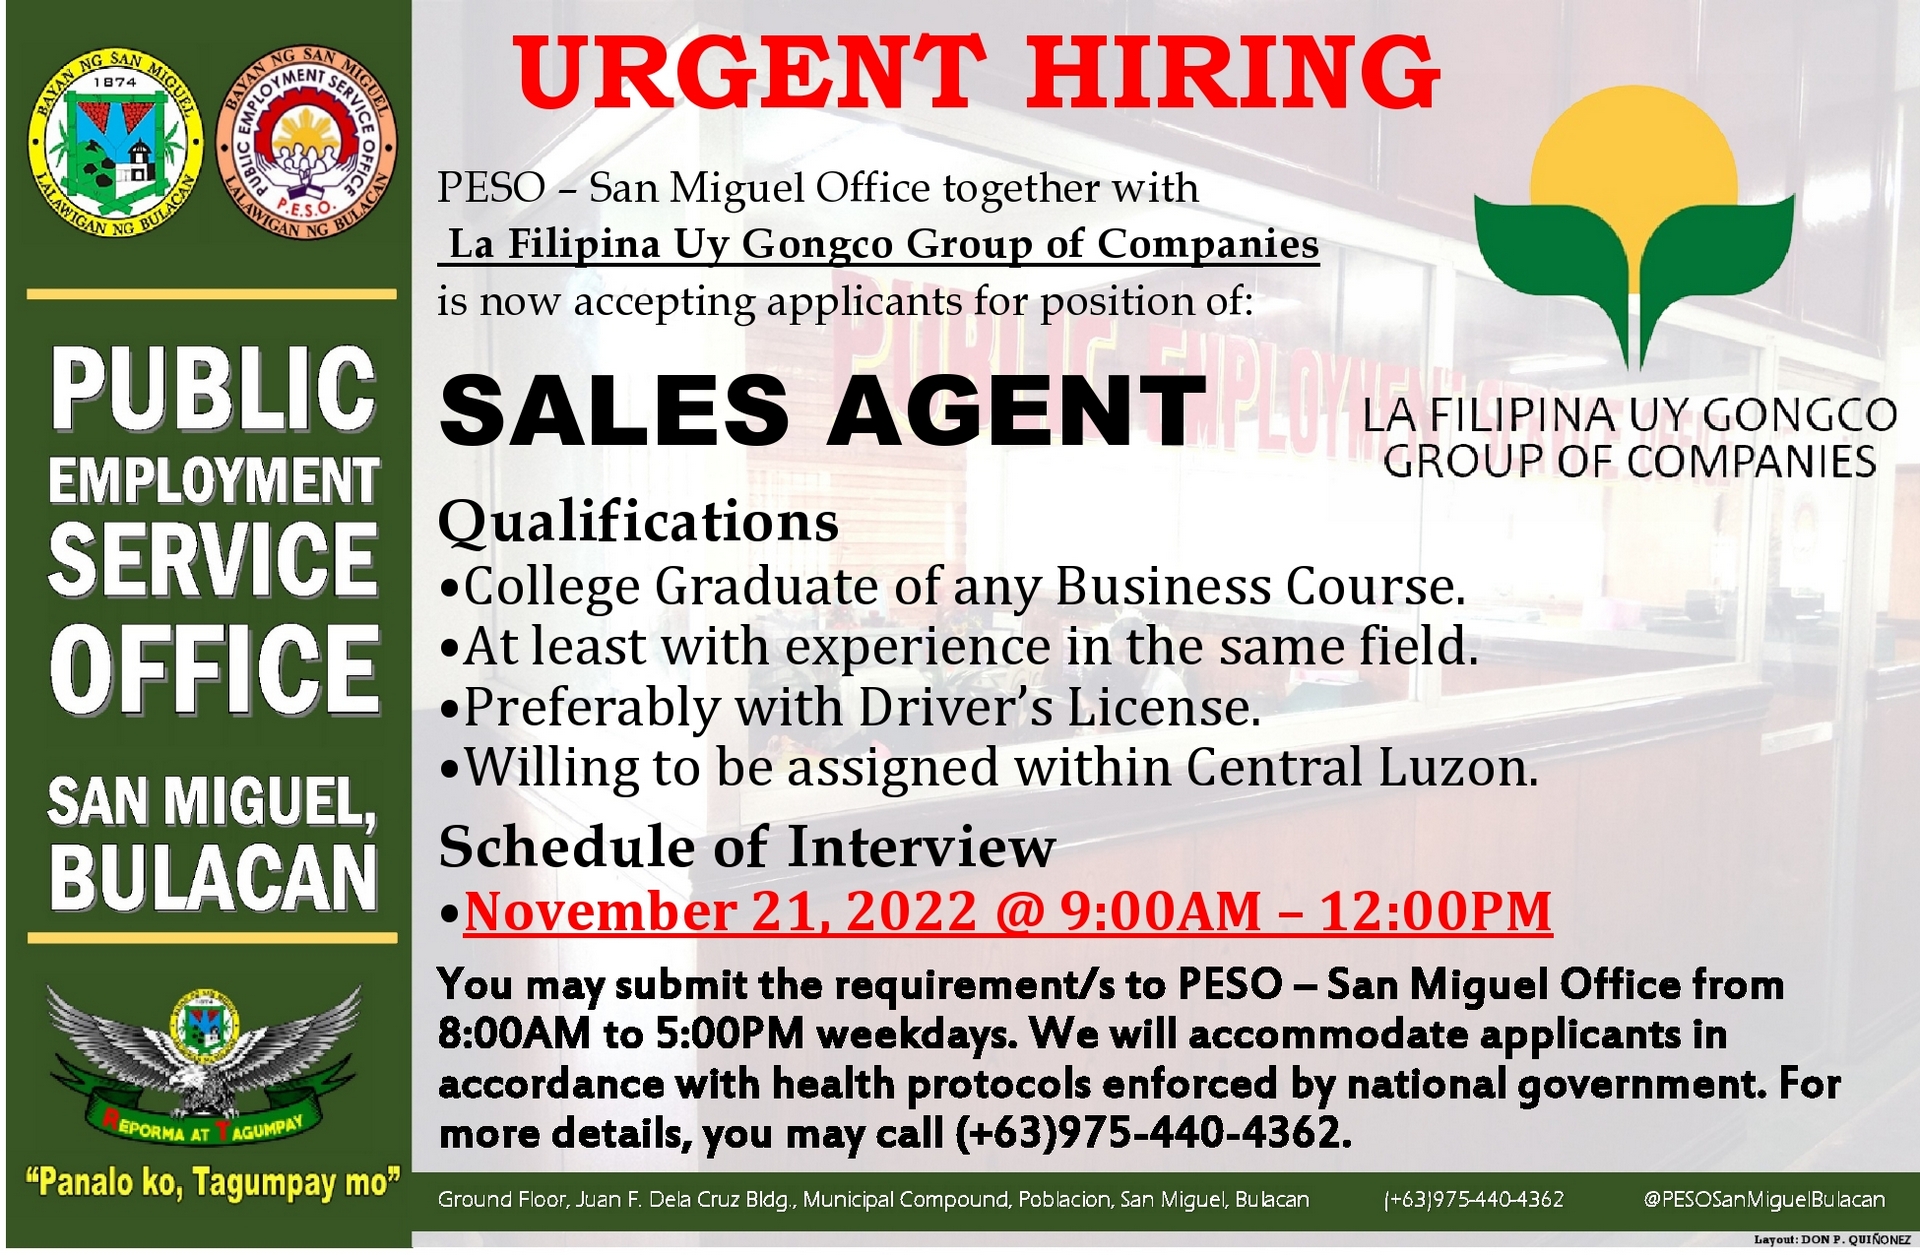 BAYAN NG SAN MIGUEL
1874
LALAWIGAN NG BULACAN
BAYAN NG SAN MIGUEL
PUBLIC EMPLOYMENT SERVICE OFFICE
P.E.S.O.
LALAWIGAN NG BULACAN
PUBLIC
EMPLOYMENT
SERVICE
OFFICE
SAN MIGUEL,
BULACAN
REPORMA AT TAGUMPAY
“Panalo ko, Tagumpay mo”
URGENT HIRING
PESO – San Miguel Office together with
La Filipina Uy Gongco Group of Companies
is now accepting applicants for position of:
SALES AGENT
LA FILIPINA UY GONGCO
GROUP OF COMPANIES
PUBLIC EMPLOYMENT SERVICE
Qualifications
•College Graduate of any Business Course.
•At least with experience in the same field.
•Preferably with Driver’s License.
•Willing to be assigned within Central Luzon.
Schedule of Interview
•November 21, 2022 @ 9:00AM – 12:00PM
You may submit the requirement/s to PESO – San Miguel Office from
8:00AM to 5:00PM weekdays. We will accommodate applicants in
accordance with health protocols enforced by national government. For
more details, you may call (+63)975-440-4362.
Ground Floor, Juan F. Dela Cruz Bldg., Municipal Compound, Poblacion, San Miguel, Bulacan (+63)975-440-4362 @PESOSanMiguelBulacan
Layout: DON P. QUIÑONEZ